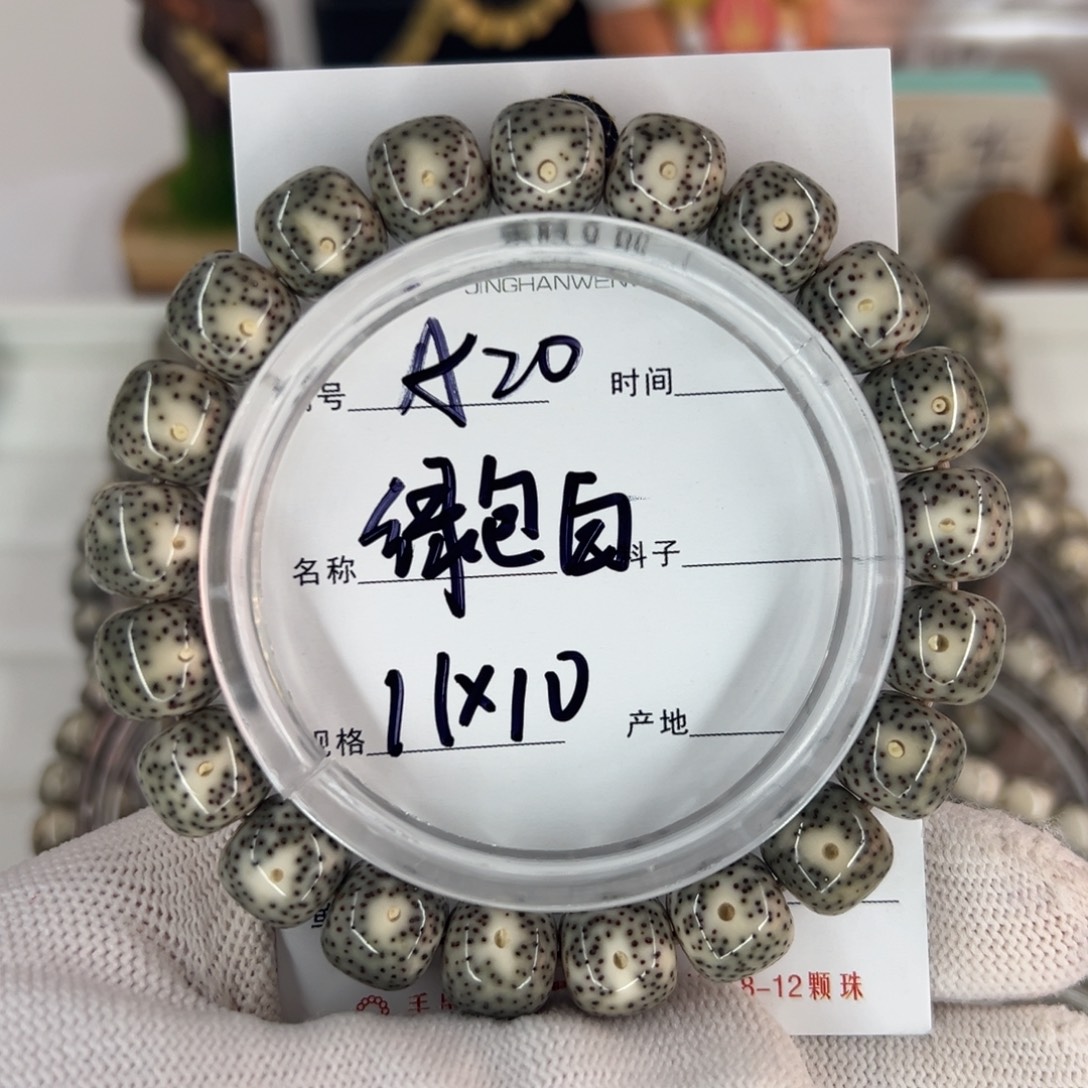 JINGHANWEN
号 A20 时间
名称 绿包白 料子
规格 11X10 产地
8-12颗珠